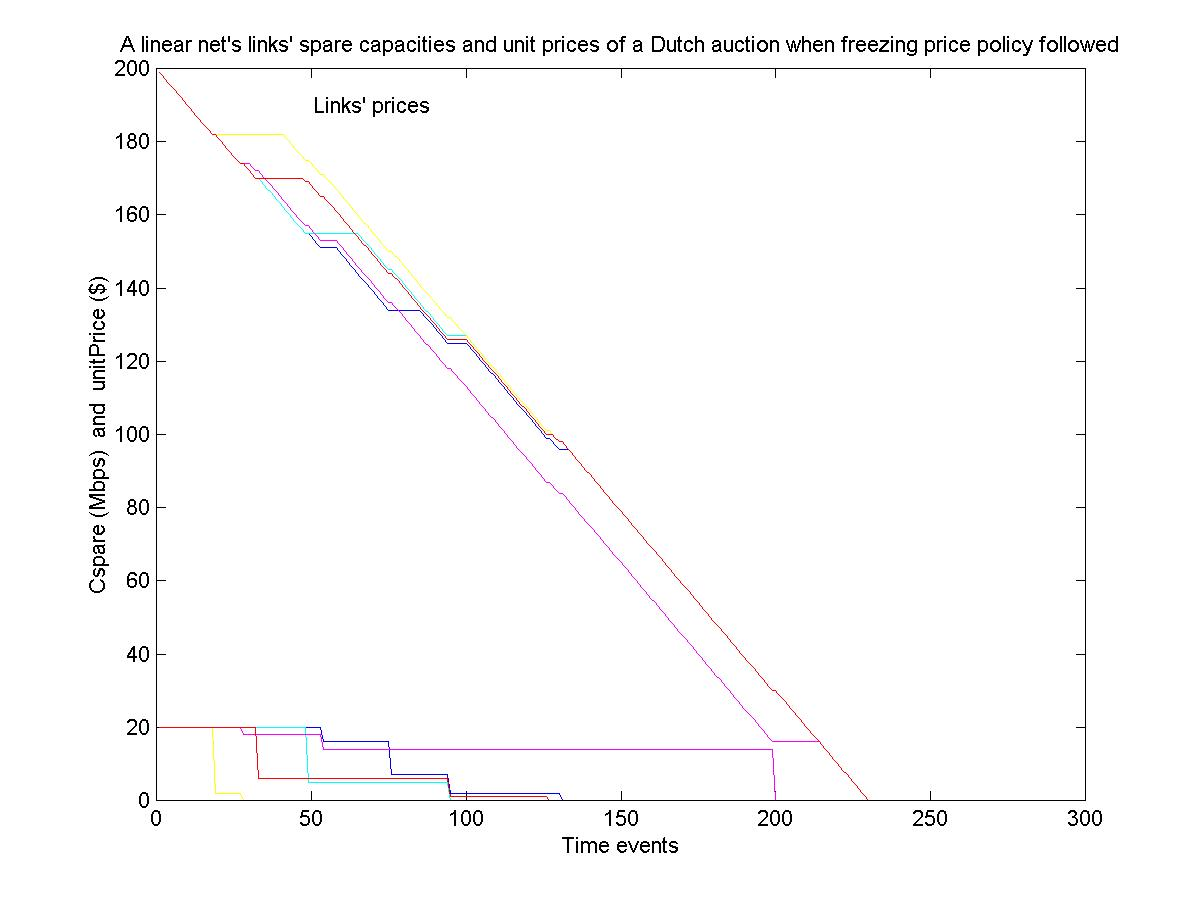 A linear net's links' spare capacities and unit prices of a Dutch auction when freezing price policy followed
Links' prices
Cspare (Mbps) and unitPrice ($)
200
180
160
140
120
100
80
60
40
20
0
0 50 100 150 200 250 300
Time events